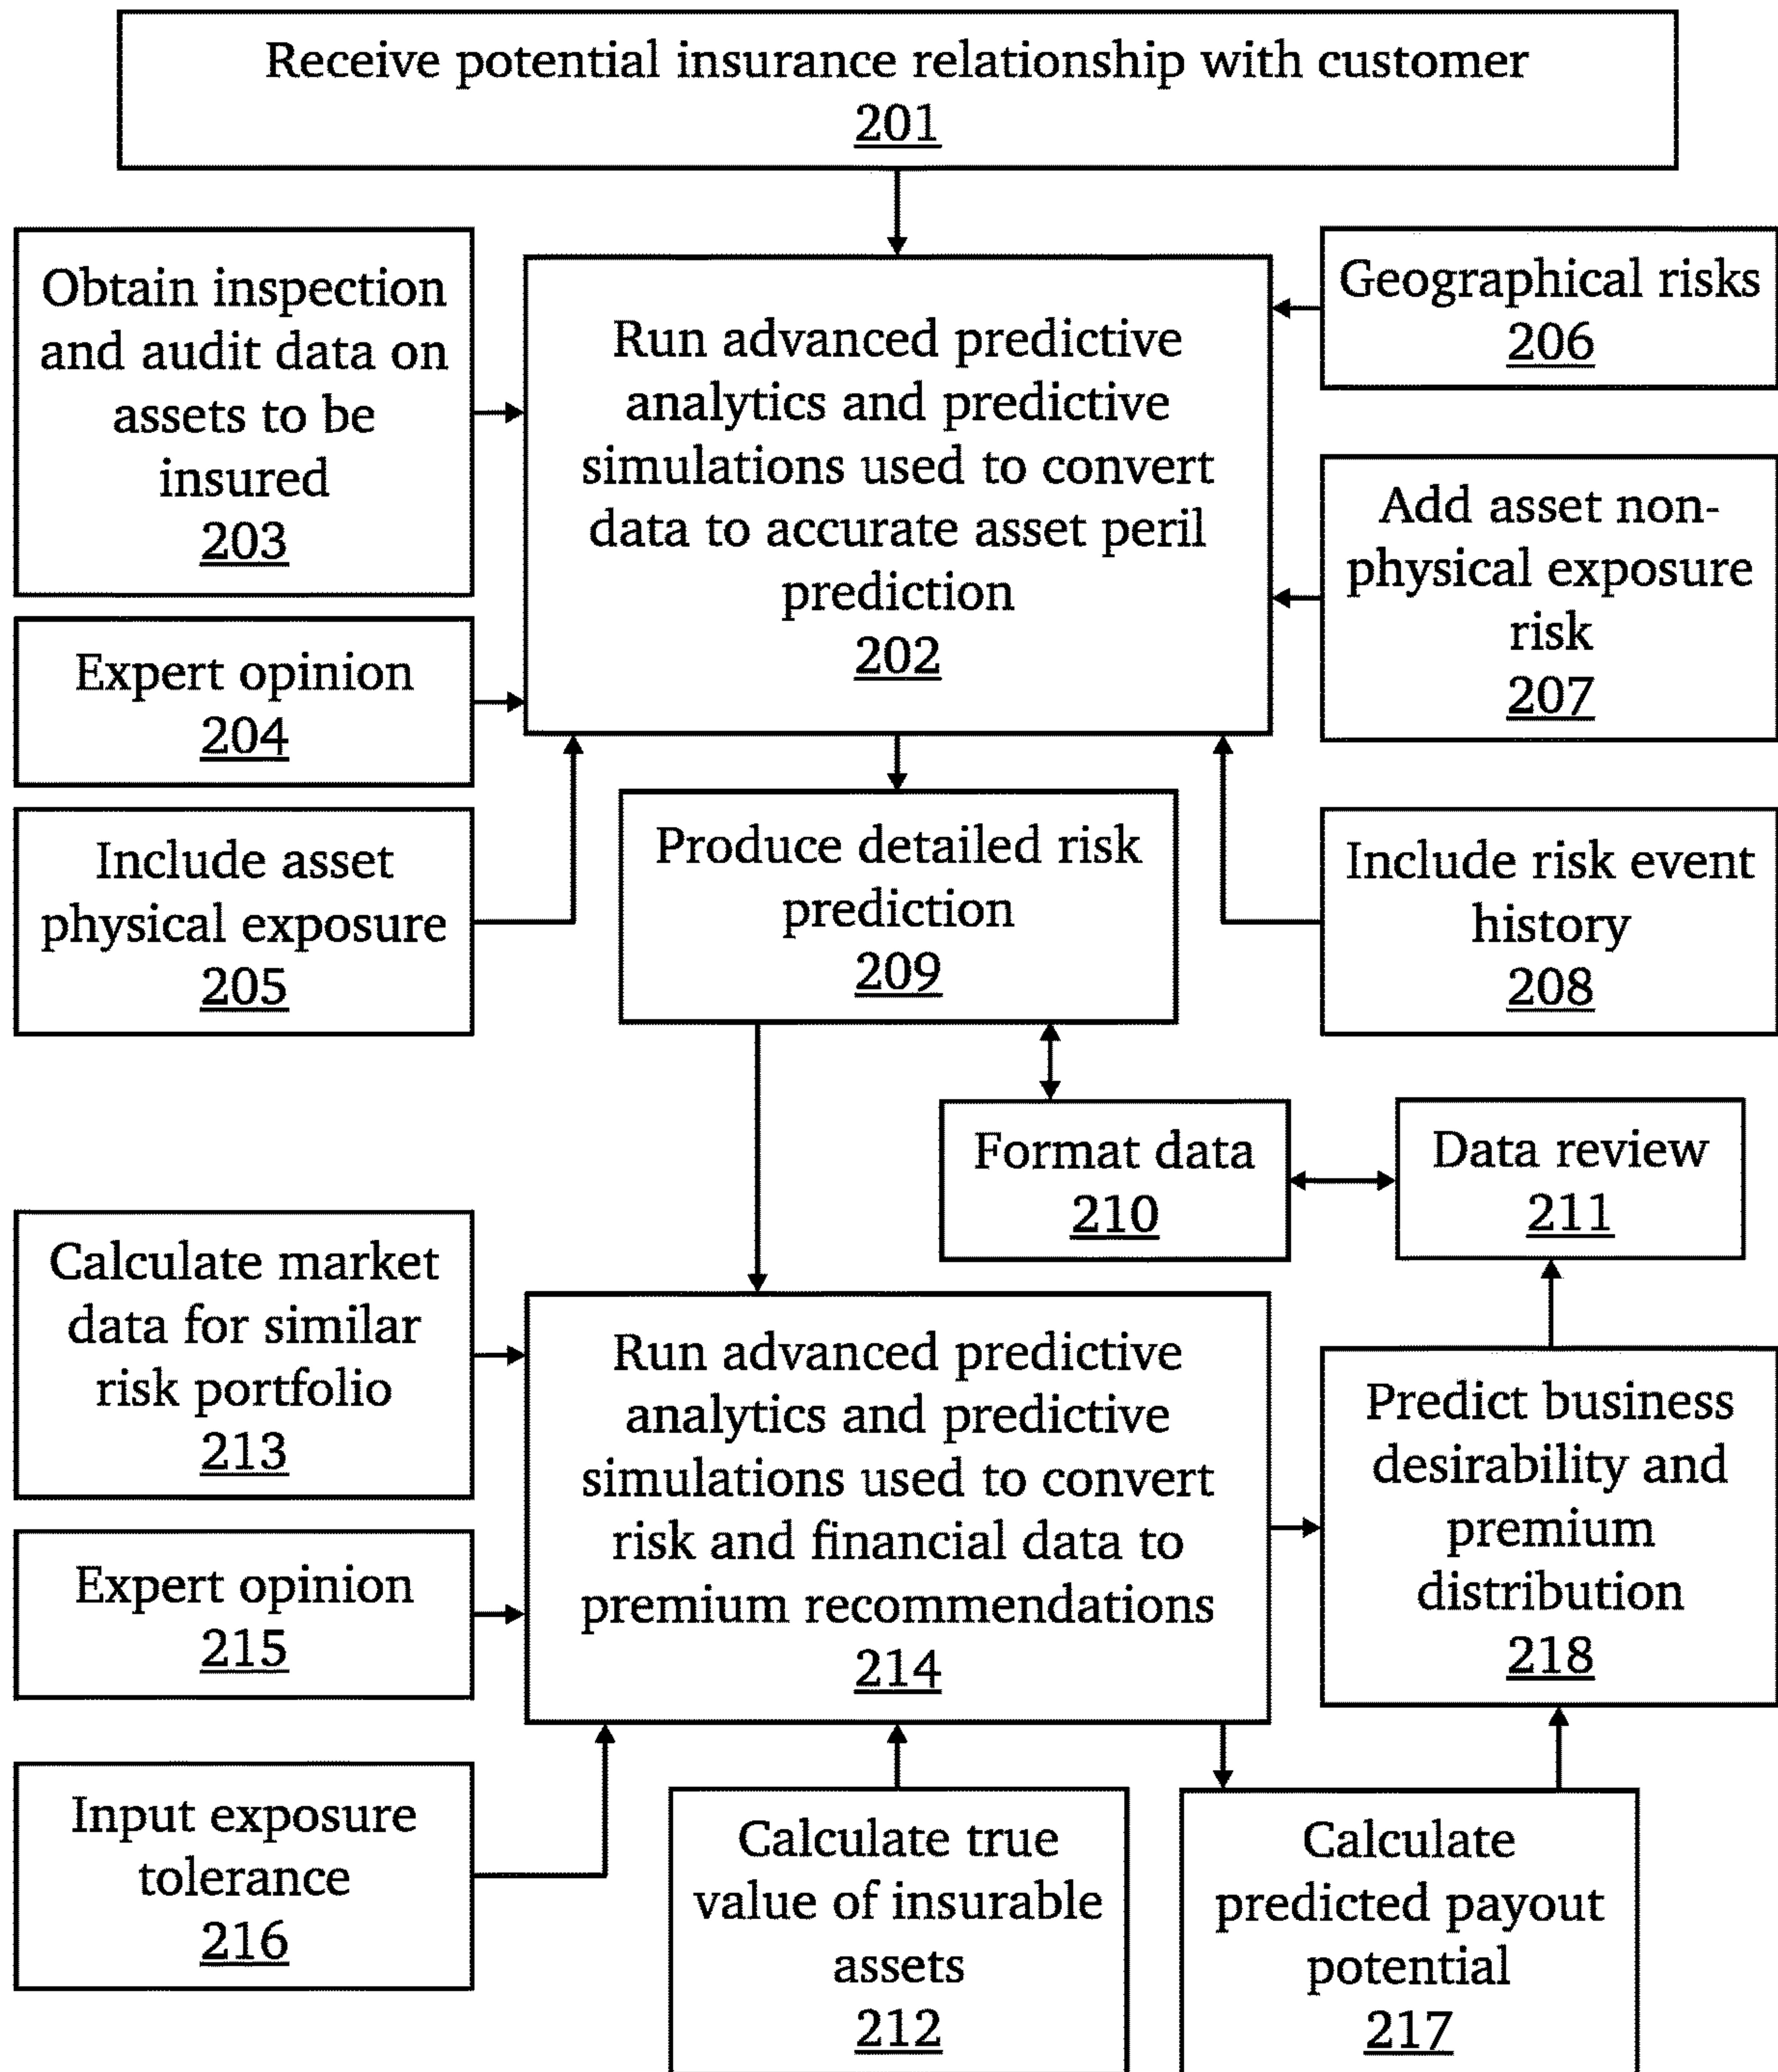 Receive potential insurance relationship with customer
201
Obtain inspection
and audit data on
assets to be
insured
203
Run advanced predictive
analytics and predictive
simulations used to convert
data to accurate asset peril
prediction
202
Geographical risks
206
Add asset non-
physical exposure
risk
207
Expert opinion
204
Include asset
physical exposure
205
Produce detailed risk
prediction
209
Include risk event
history
208
Format data
210
Data review
211
Calculate market
data for similar
risk portfolio
213
Run advanced predictive
analytics and predictive
simulations used to convert
risk and financial data to
premium recommendations
214
Predict business
desirability and
premium
distribution
218
Expert opinion
215
Input exposure
tolerance
216
Calculate true
value of insurable
assets
212
Calculate
predicted payout
potential
217